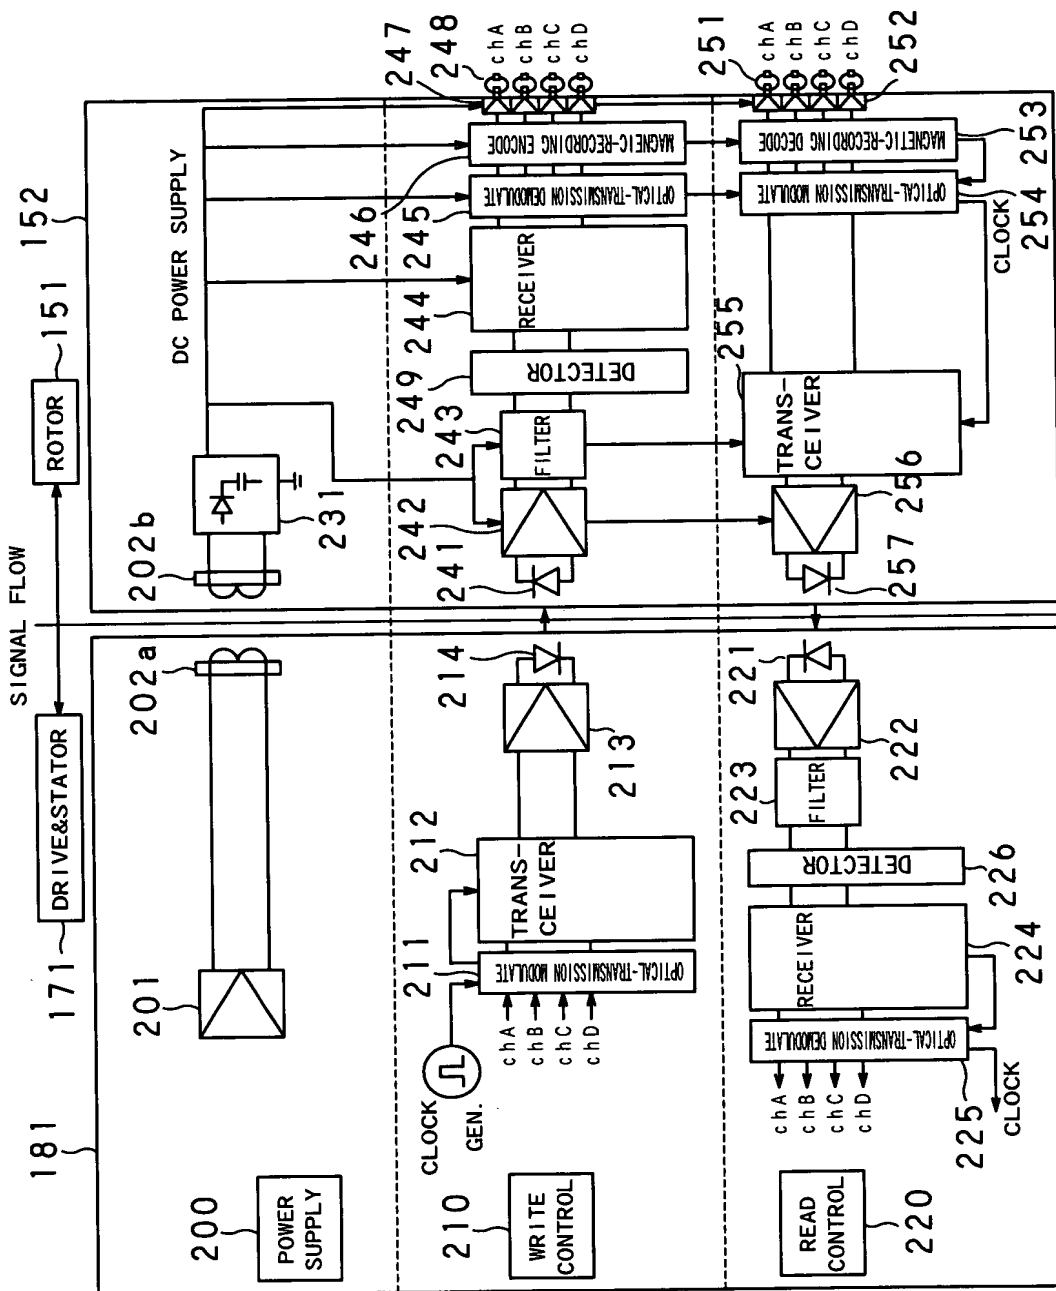 SIGNAL FLOW
171
DRIVE&STATOR
ROTOR
151
181
152
200
POWER
SUPPLY
201
202a
202b
231
DC POWER SUPPLY
210
WRITE
CONTROL
CLOCK
GEN.
chA
chB
chC
chD
211
OPTICAL-TRANSMISSION MODULATE
212
TRANS-
CEIVER
213
214
241
242
243
FILTER
249
DETECTOR
244
RECEIVER
245
OPTICAL-TRANSMISSION DEMODULATE
246
MAGNETIC-RECORDING ENCODE
247
248
chA
chB
chC
chD
220
READ
CONTROL
chA
chB
chC
chD
CLOCK
225
OPTICAL-TRANSMISSION DEMODULATE
RECEIVER
224
DETECTOR
226
223
FILTER
222
221
257
256
255
TRANS-
CEIVER
CLOCK
OPTICAL-TRANSMISSION MODULATE
254
MAGNETIC-RECORDING DECODE
253
251
252
chA
chB
chC
chD